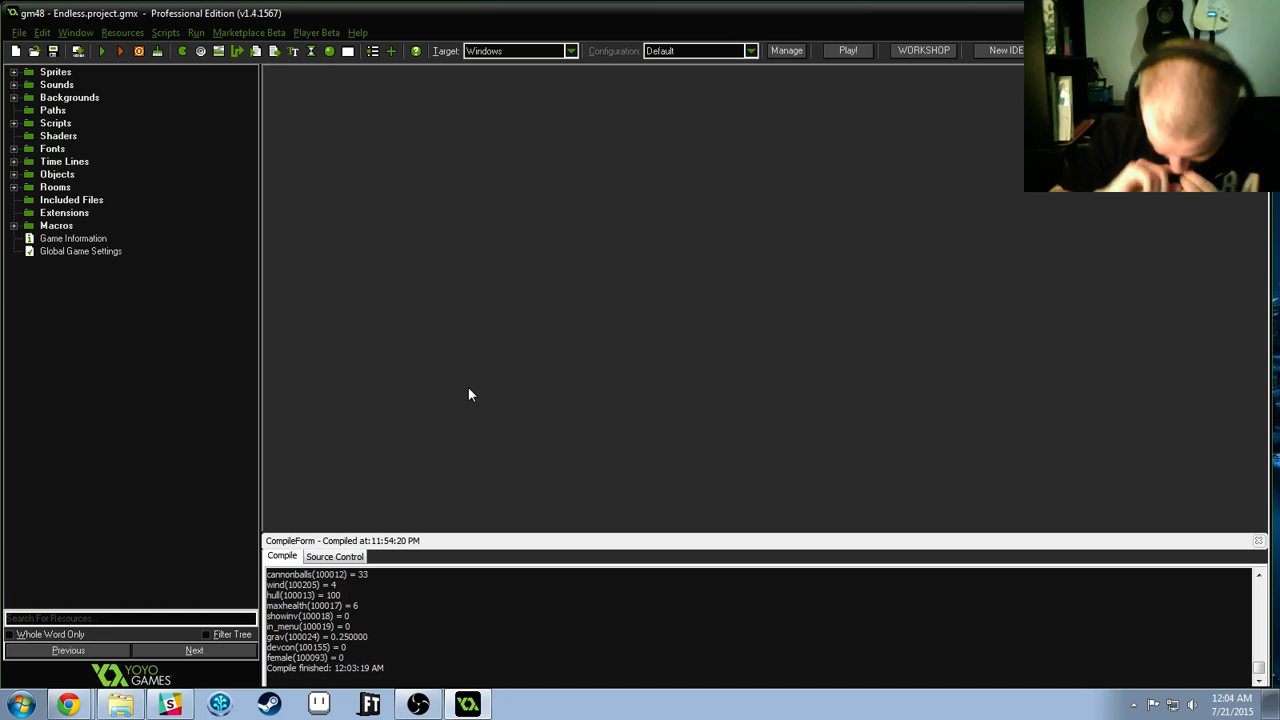 gm48 - Endless.project.gmx - Professional Edition (v1.4.1567)
File Edit Window Resources Scripts Run Marketplace Beta Player Beta Help
Target: Windows Configuration: Default Manage Play! WORKSHOP New IDE
Sprites
Sounds
Backgrounds
Paths
Scripts
Shaders
Fonts
Time Lines
Objects
Rooms
Included Files
Extensions
Macros
Game Information
Global Game Settings
CompileForm - Compiled at:11:54:20 PM
Compile Source Control
cannonballs(100012) = 33
wind(100205) = 4
hull(100013) = 100
maxhealth(100017) = 6
showinv(100018) = 0
in_menu(100019) = 0
grav(100024) = 0.250000
devcon(100155) = 0
female(100093) = 0
Compile finished: 12:03:19 AM
Search For Resources...
Whole Word Only Filter Tree
Previous Next
YOYO
GAMES
FT
12:04 AM
7/21/2015